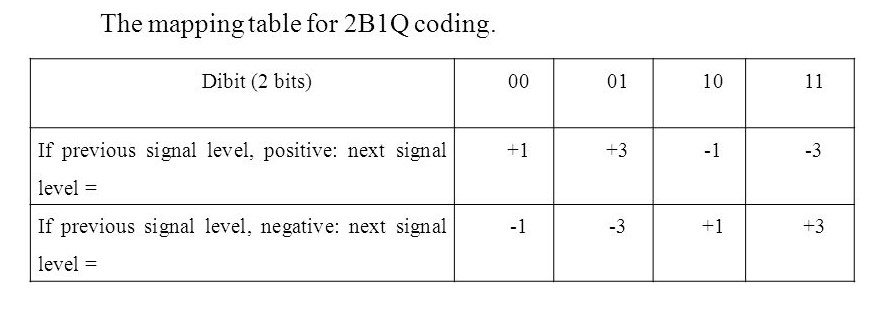 The mapping table for 2B1Q coding.
Dibit (2 bits) 00 01 10 11
If previous signal level, positive: next signal level = +1 +3 -1 -3
If previous signal level, negative: next signal level = -1 -3 +1 +3